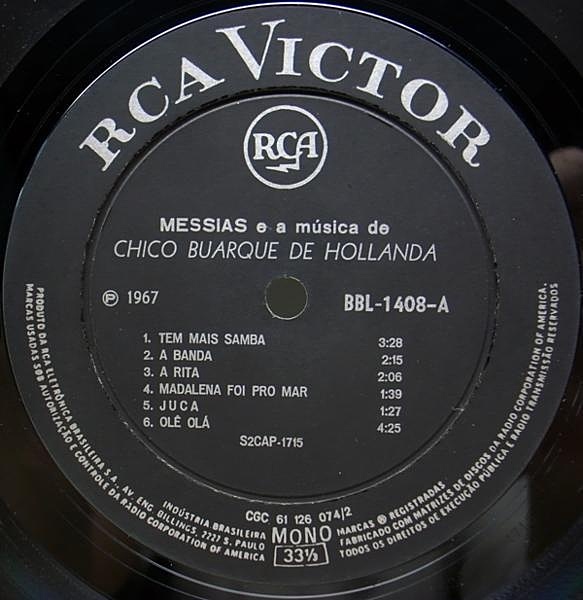 RCA VICTOR
RCA
MESSIAS e a música de
CHICO BUARQUE DE HOLLANDA
℗ 1967
BBL-1408-A
1. TEM MAIS SAMBA 3:28
2. A BANDA 2:15
3. A RITA 2:06
4. MADALENA FOI PRO MAR 1:39
5. JUCA 1:27
6. OLÊ OLÁ 4:25
S2CAP-1715
PRODUTO DA RCA ELETRÔNICA BRASILEIRA S.A., AV. ENG. BILLINGS, 2227 S. PAULO INDÚSTRIA BRASILEIRA
MARCAS USADAS SOB AUTORIZAÇÃO E CONTROLE DA RADIO CORPORATION OF AMERICA
CGC 61 126 074/2
MONO
33⅓
MARCAS ® REGISTRADAS
FABRICADO COM MATRIZES DE DISCOS DA RADIO CORPORATION OF AMERICA.
TODOS OS DIREITOS DE EXECUÇÃO PÚBLICA E RADIO TRANSMISSÃO RESERVADOS